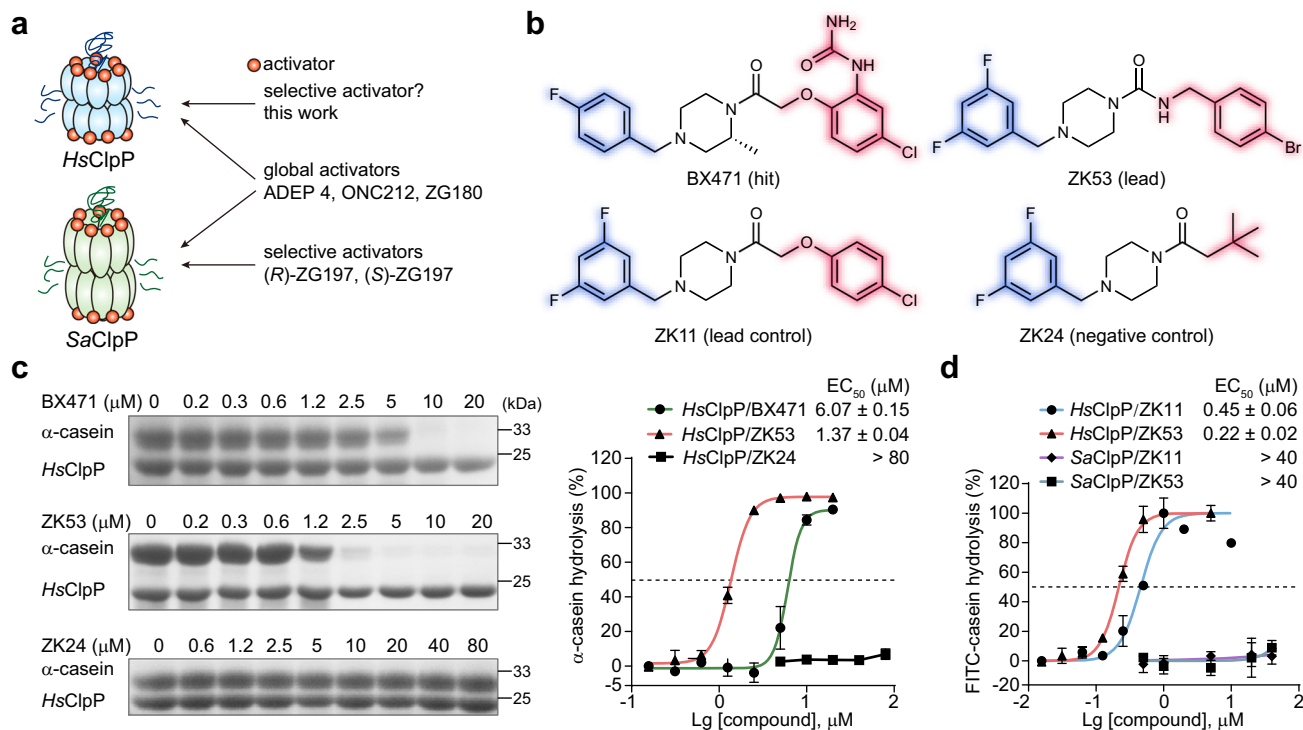 a
activator
selective activator?
this work
HsClpP
global activators
ADEP 4, ONC212, ZG180
selective activators
(R)-ZG197, (S)-ZG197
SaClpP
b
NH2
O
NH
F
N
N
O
O
Cl
BX471 (hit)
F
F
N
N
O
N
H
Br
ZK53 (lead)
F
F
N
N
O
O
Cl
ZK11 (lead control)
F
F
N
N
O
ZK24 (negative control)
c
BX471 (μM) 0 0.2 0.3 0.6 1.2 2.5 5 10 20 (kDa)
α-casein
33
25
HsClpP
ZK53 (μM) 0 0.2 0.3 0.6 1.2 2.5 5 10 20
α-casein
33
25
HsClpP
ZK24 (μM) 0 0.6 1.2 2.5 5 10 20 40 80
α-casein
33
HsClpP
25
EC50 (μM)
HsClpP/BX471 6.07 ± 0.15
HsClpP/ZK53 1.37 ± 0.04
HsClpP/ZK24 > 80
α-casein hydrolysis (%)
120
100
80
60
40
20
0
-5
-1 0 1 2
Lg [compound], μM
d
EC50 (μM)
HsClpP/ZK11 0.45 ± 0.06
HsClpP/ZK53 0.22 ± 0.02
SaClpP/ZK11 > 40
SaClpP/ZK53 > 40
FITC-casein hydrolysis (%)
120
100
80
60
40
20
0
-20
-2 -1 0 1 2
Lg [compound], μM